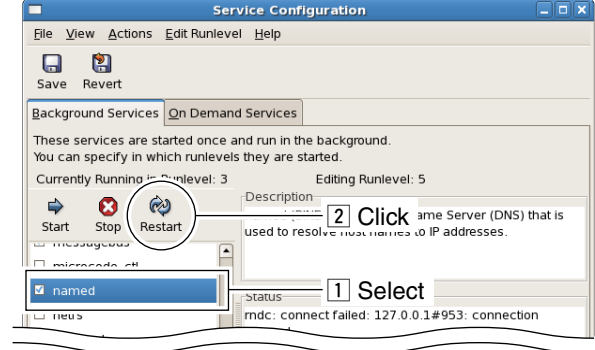 Service Configuration
File View Actions Edit Runlevel Help
Save Revert
Background Services On Demand Services
These services are started once and run in the background.
You can specify in which runlevels they are started.
Currently Running in Runlevel: 3 Editing Runlevel: 5
Start Stop Restart
Description
2 Click
ame Server (DNS) that is
used to resolve host names to IP addresses.
messagebus
microcode_ctl
named
1 Select
Status
rndc: connect failed: 127.0.0.1#953: connection
netfs